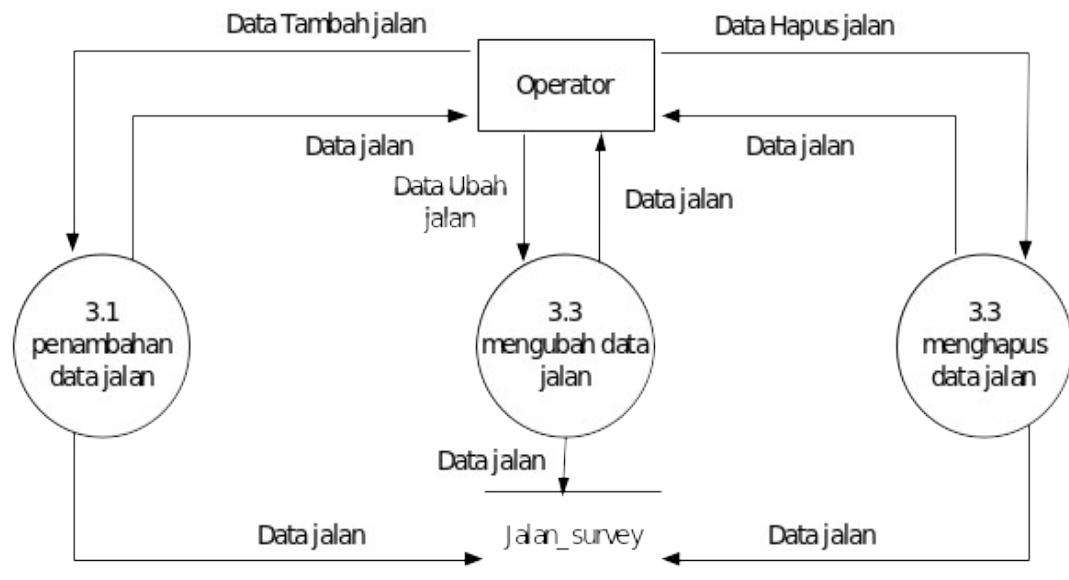 Data Tambah jalan
Data Hapus jalan
Operator
Data jalan
Data jalan
Data Ubah
jalan
Data jalan
3.1
penambahan
data jalan
3.3
mengubah data
jalan
3.3
menghapus
data jalan
Data jalan
Data jalan
Jalan_survey
Data jalan